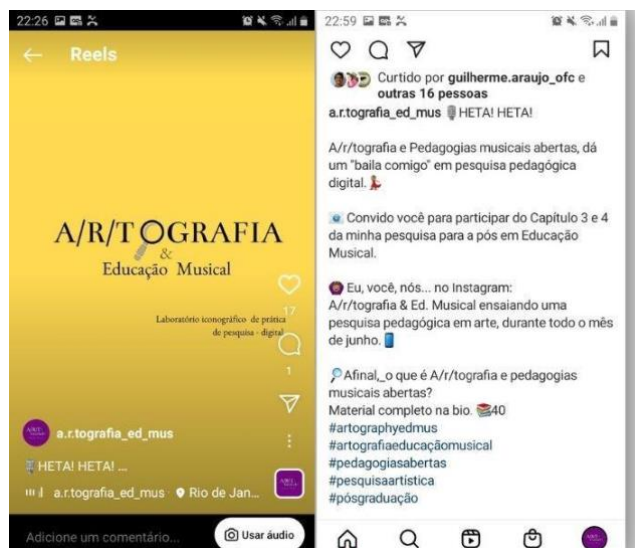 22:26
Reels
A/R/TOGRAFIA
&
Educação Musical
Laboratório iconográfico de prática
de pesquisa - digital
17
1
a.r.tografia_ed_mus
HETA! HETA! ...
a.r.tografia_ed_mus Rio de Jan...
Adicione um comentário...
Usar áudio
22:59
Curtido por guilherme.araujo_ofc e
outras 16 pessoas
a.r.tografia_ed_mus HETA! HETA!
A/r/tografia e Pedagogias musicais abertas, dá
um "baila comigo" em pesquisa pedagógica
digital.
Convido você para participar do Capítulo 3 e 4
da minha pesquisa para a pós em Educação
Musical.
Eu, você, nós... no Instagram:
A/r/tografia & Ed. Musical ensaiando uma
pesquisa pedagógica em arte, durante todo o mês
de junho.
Afinal,_o que é A/r/tografia e pedagogias
musicais abertas?
Material completo na bio. 40
#artographyedmus
#artografiaeducaçãomusical
#pedagogiasabertas
#pesquisaartística
#pósgraduação